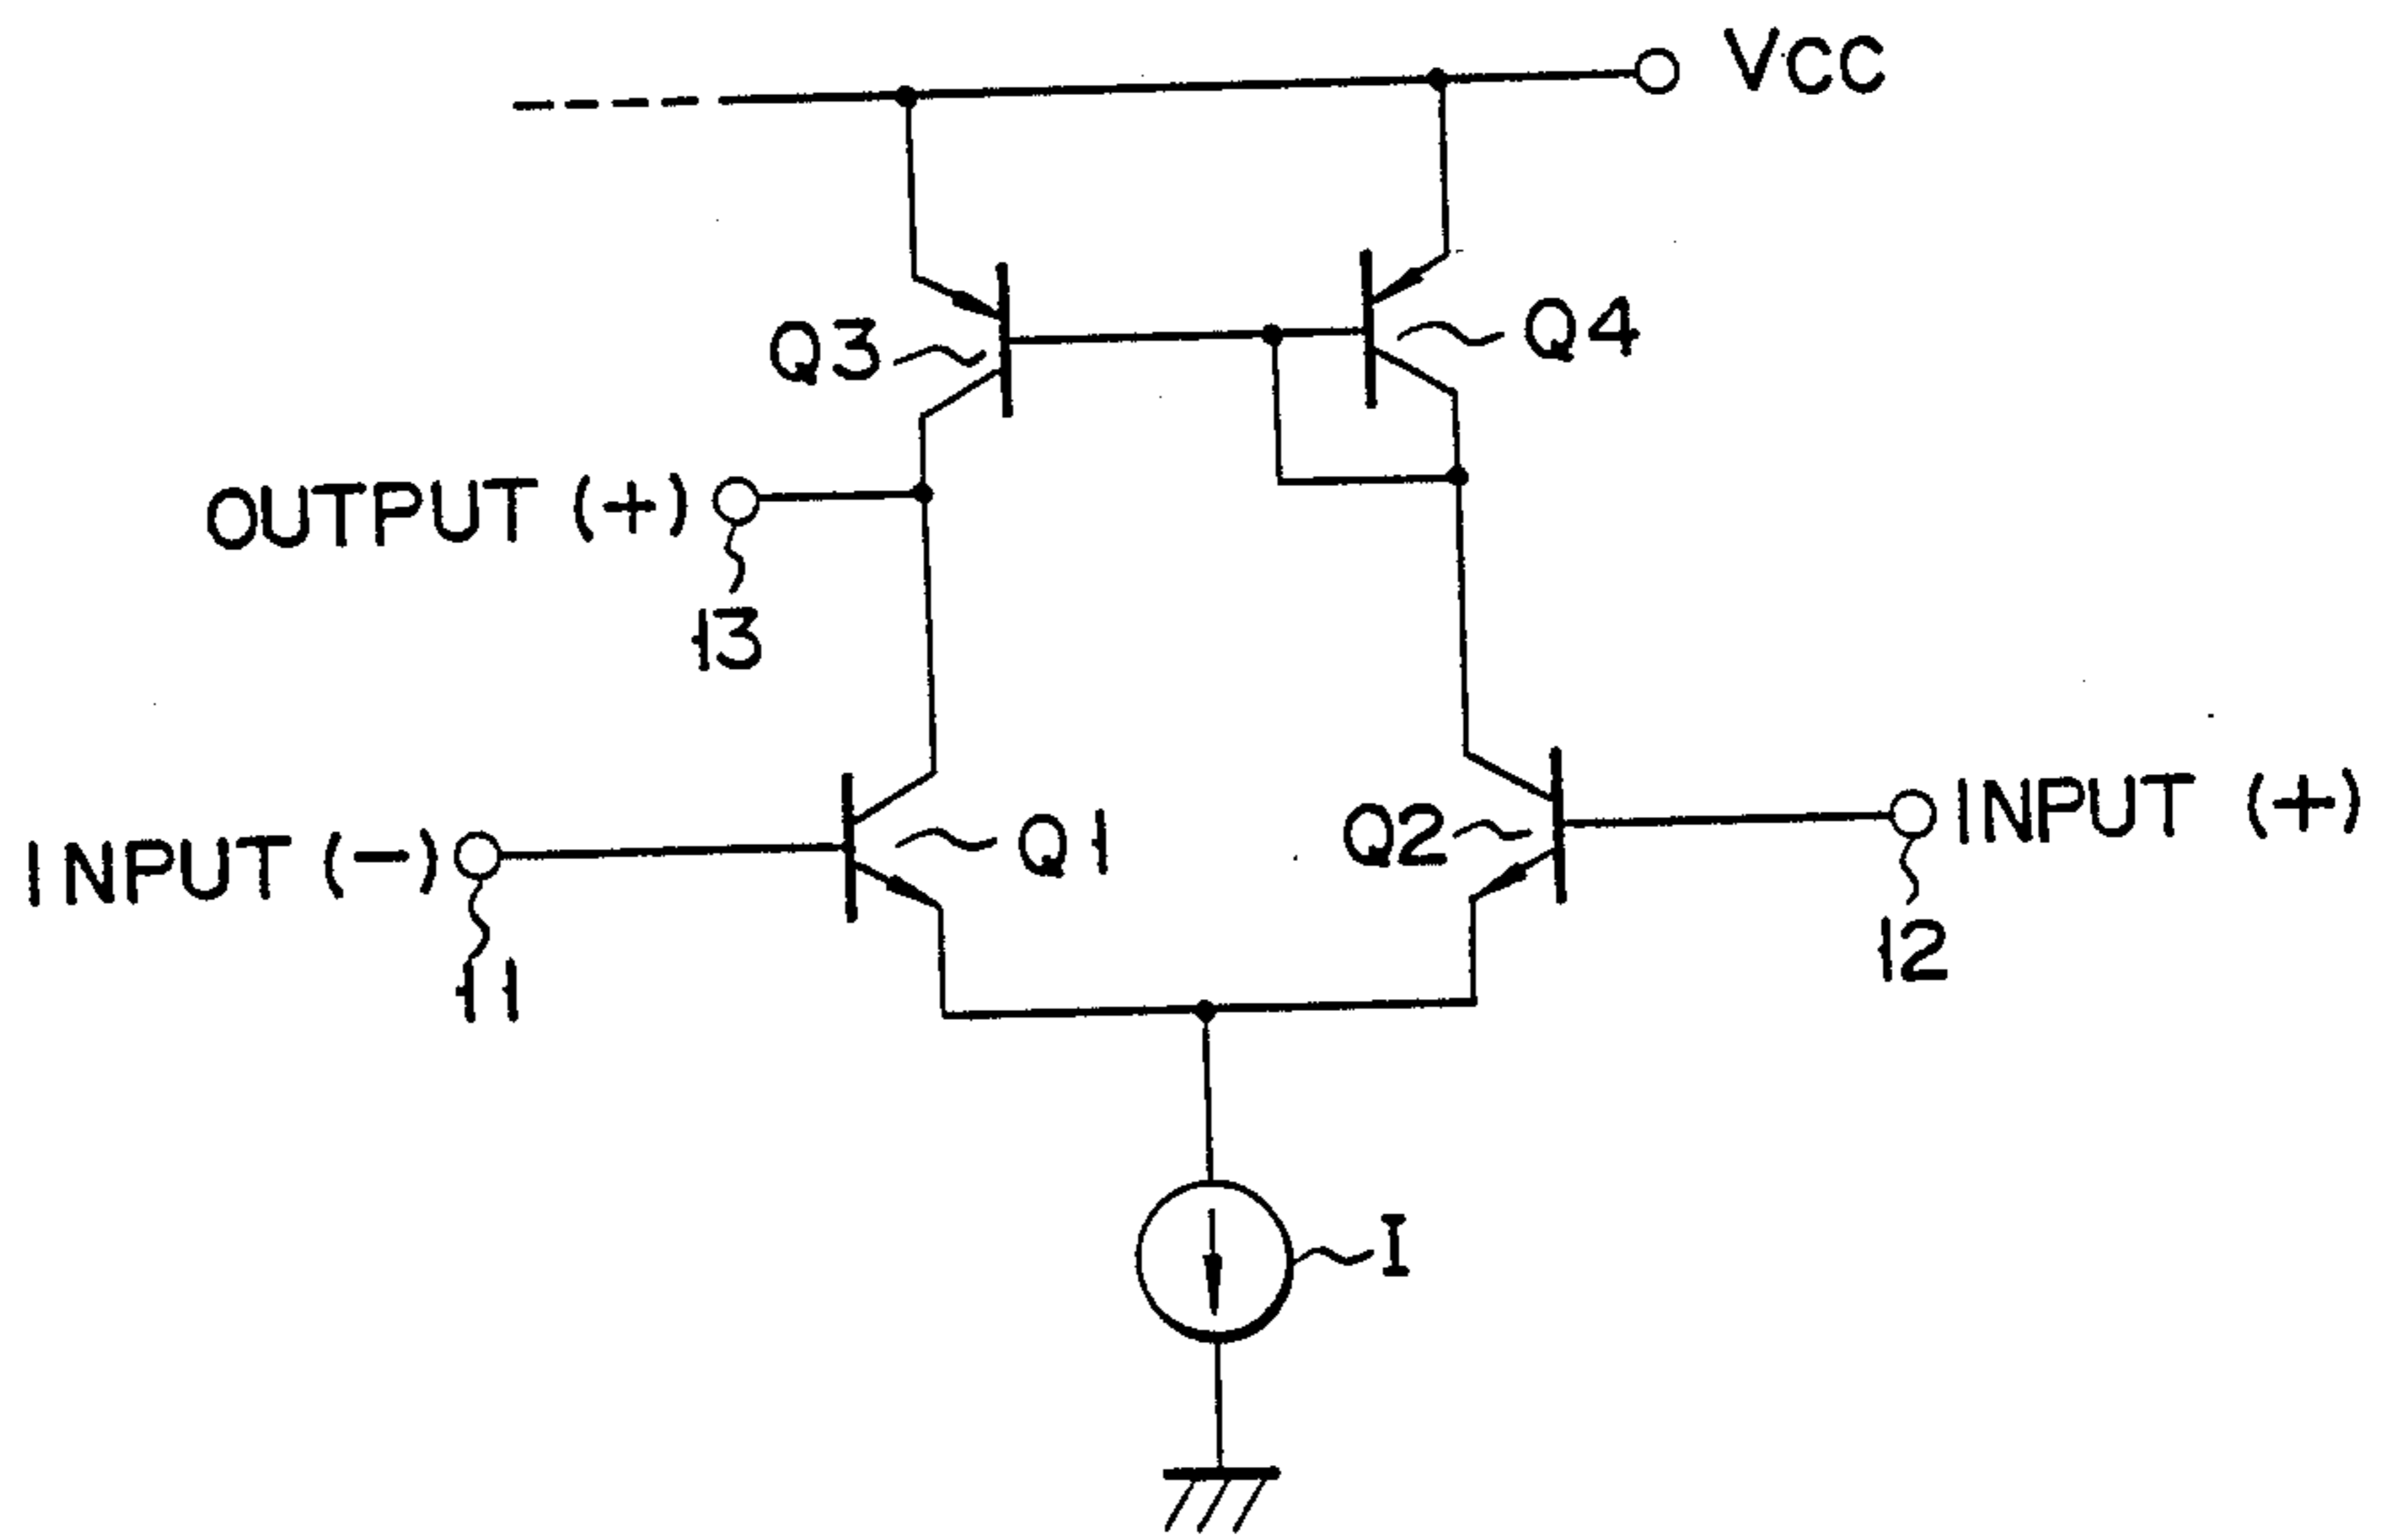 VCC
Q3
Q4
OUTPUT (+)
13
INPUT (-)
Q1
Q2
INPUT (+)
11
12
I